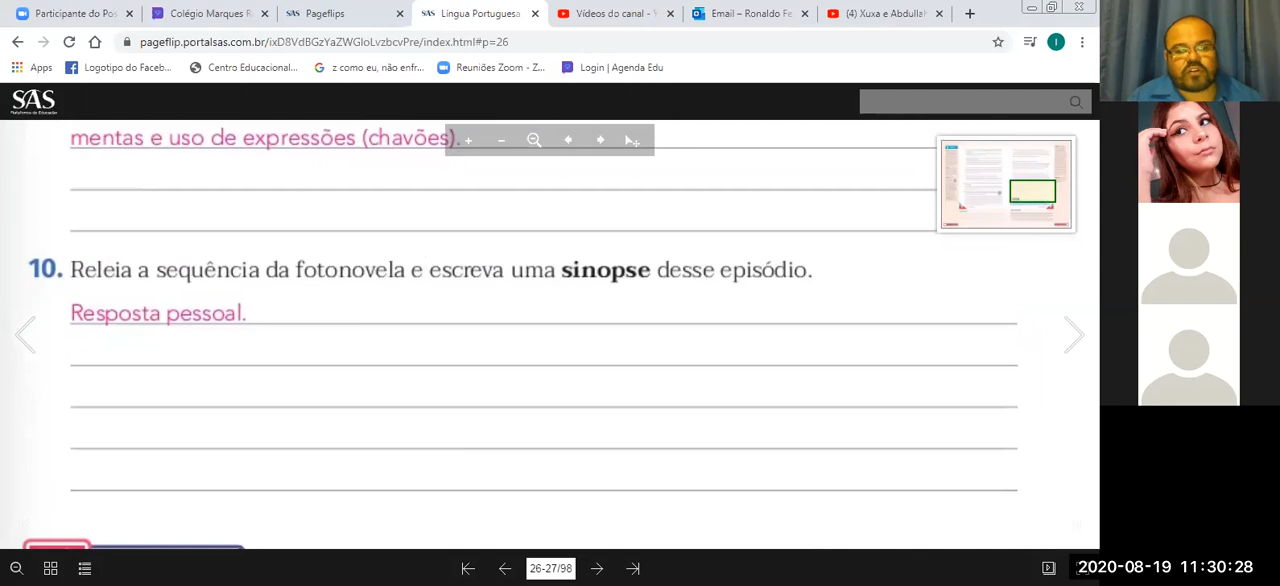 Participante do Pos
Colégio Marques R
Pageflips
Língua Portuguesa
Vídeos do canal - Y
Email – Ronaldo Fe
(4) Xuxa e Abdullah
pageflip.portalsas.com.br/ixD8VdBGzYaZWGloLvzbcvPre/index.html#p=26
Apps
Logotipo do Faceb...
Centro Educacional...
z como eu, não enfr...
Reuniões Zoom - Z...
Login | Agenda Edu
SAS
mentas e uso de expressões (chavões).
10. Releia a sequência da fotonovela e escreva uma sinopse desse episódio.
Resposta pessoal.
26-27/98
2020-08-19 11:30:28